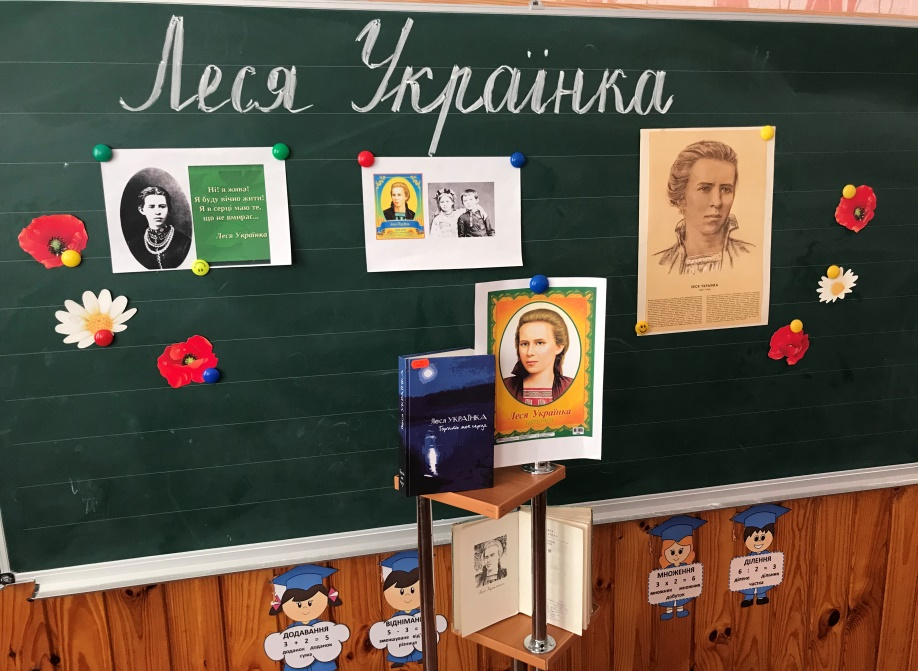 Леся Українка
Ні! я жива!
Я буду вічно жити!
Я в серці маю те,
що не вмирає...
Леся Українка
ЛЕСЯ УКРАЇНКА
Леся Українка
Леся УКРАЇНКА
Горить моє серце
ДОДАВАННЯ
3 + 2 = 5
доданок доданок
сума
ВІДНІМАННЯ
5 - 3 =
зменшуване від
різниця
МНОЖЕННЯ
3 x 2 = 6
множник множник
добуток
ДІЛЕННЯ
6 : 2 = 3
ділене дільник
частка